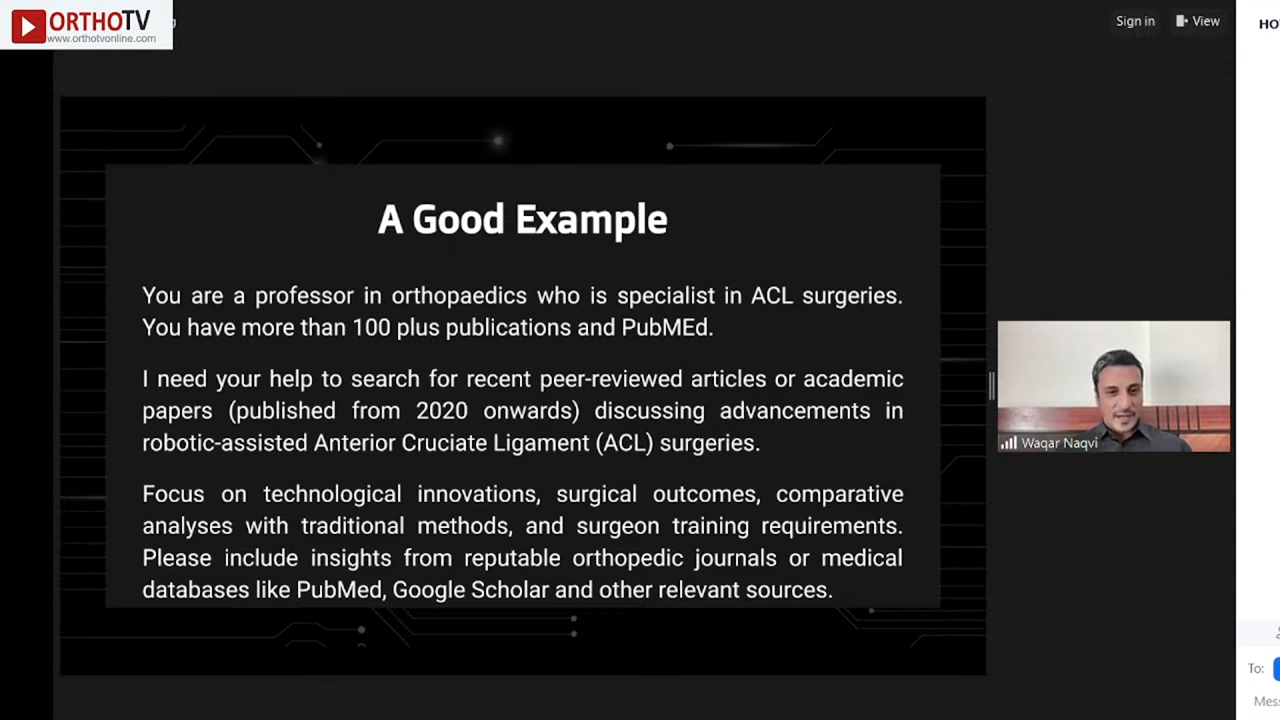 ORTHOTV
www.orthotvonline.com
Sign in
View
HO
A Good Example
You are a professor in orthopaedics who is specialist in ACL surgeries.
You have more than 100 plus publications and PubMEd.
I need your help to search for recent peer-reviewed articles or academic
papers (published from 2020 onwards) discussing advancements in
robotic-assisted Anterior Cruciate Ligament (ACL) surgeries.
Focus on technological innovations, surgical outcomes, comparative
analyses with traditional methods, and surgeon training requirements.
Please include insights from reputable orthopedic journals or medical
databases like PubMed, Google Scholar and other relevant sources.
Waqar Naqvi
To:
Mess